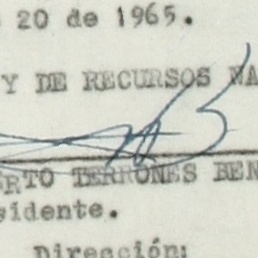 20 de 1965.
Y DE RECURSOS NA
RTO TERRONES BEN
sidente.
Dirección: